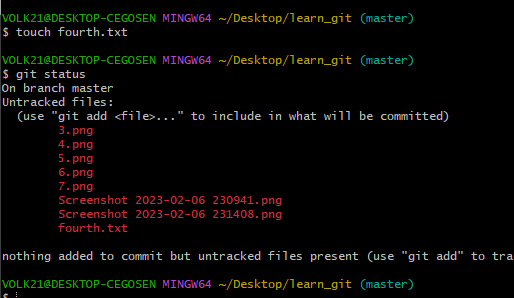 VOLK21@DESKTOP-CEGOSEN MINGW64 ~/Desktop/learn_git (master)
$ touch fourth.txt
VOLK21@DESKTOP-CEGOSEN MINGW64 ~/Desktop/learn_git (master)
$ git status
On branch master
Untracked files:
(use "git add <file>..." to include in what will be committed)
3.png
4.png
5.png
6.png
7.png
Screenshot 2023-02-06 230941.png
Screenshot 2023-02-06 231408.png
fourth.txt
nothing added to commit but untracked files present (use "git add" to tra
VOLK21@DESKTOP-CEGOSEN MINGW64 ~/Desktop/learn_git (master)
$